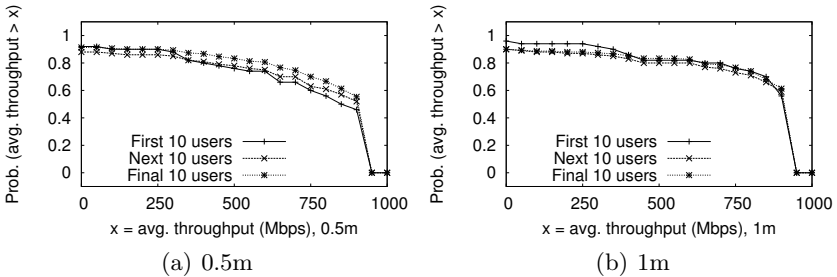 Prob. (avg. throughput > x)
1
0.8
0.6
0.4
0.2
0
First 10 users
Next 10 users
Final 10 users
0 250 500 750 1000
x = avg. throughput (Mbps), 0.5m
(a) 0.5m
Prob. (avg. throughput > x)
1
0.8
0.6
0.4
0.2
0
First 10 users
Next 10 users
Final 10 users
0 250 500 750 1000
x = avg. throughput (Mbps), 1m
(b) 1m